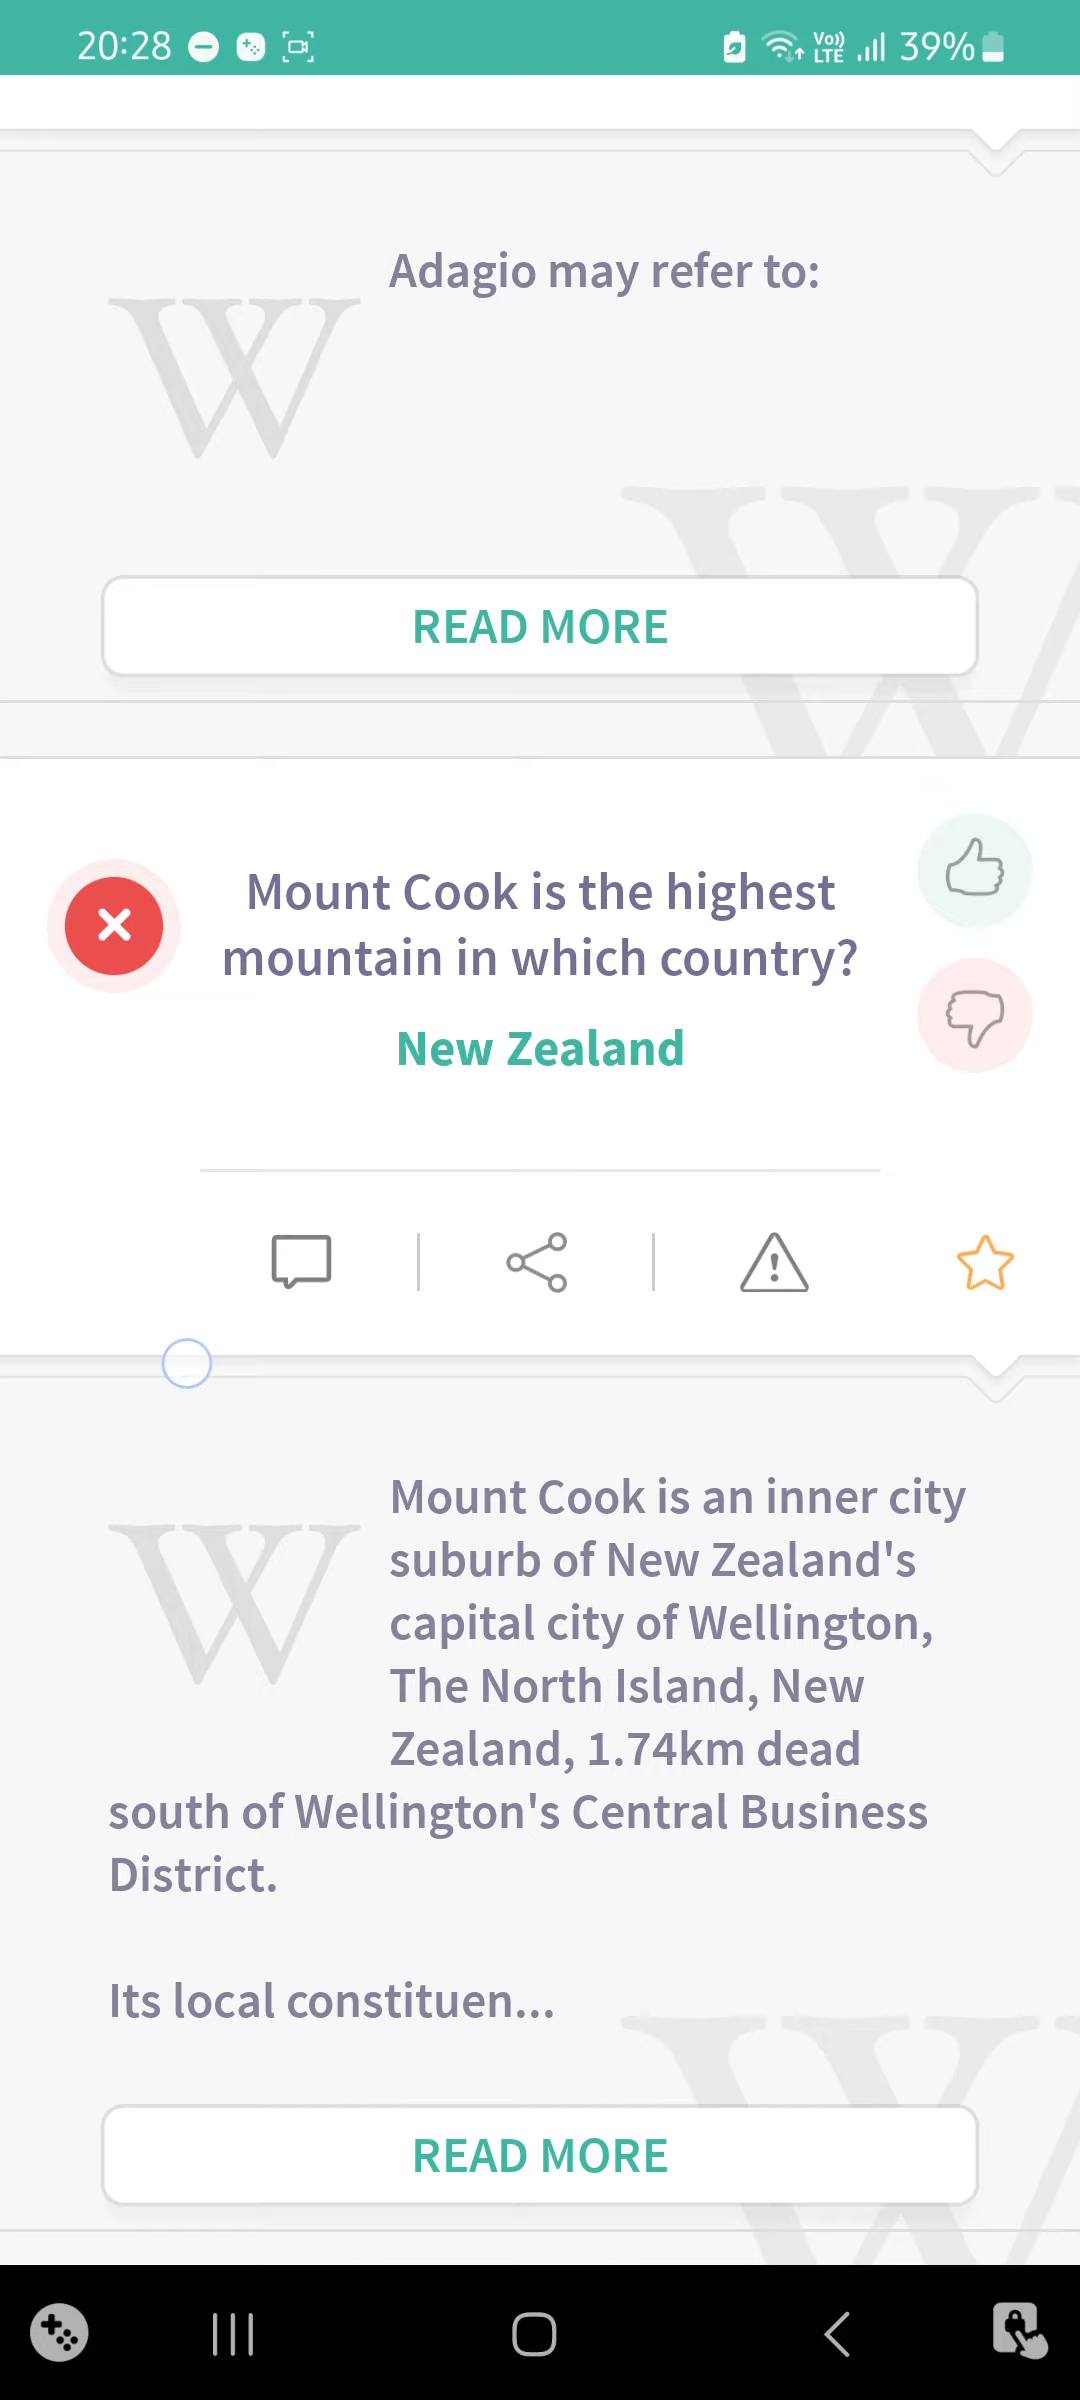 20:28
Vo)) LTE
39%
Adagio may refer to:
W
READ MORE
Mount Cook is the highest
mountain in which country?
New Zealand
Mount Cook is an inner city
suburb of New Zealand's
capital city of Wellington,
The North Island, New
Zealand, 1.74km dead
south of Wellington's Central Business
District.
W
Its local constituen...
READ MORE